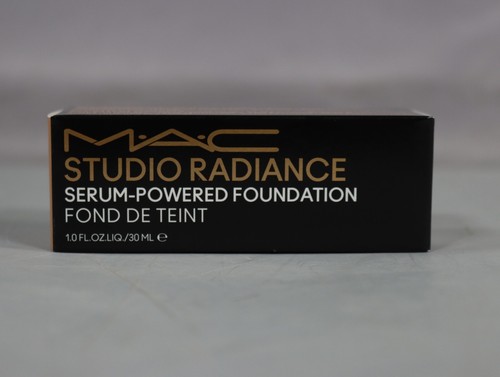 M·A·C
STUDIO RADIANCE
SERUM-POWERED FOUNDATION
FOND DE TEINT
1.0 FL.OZ.LIQ./30 ML ℮